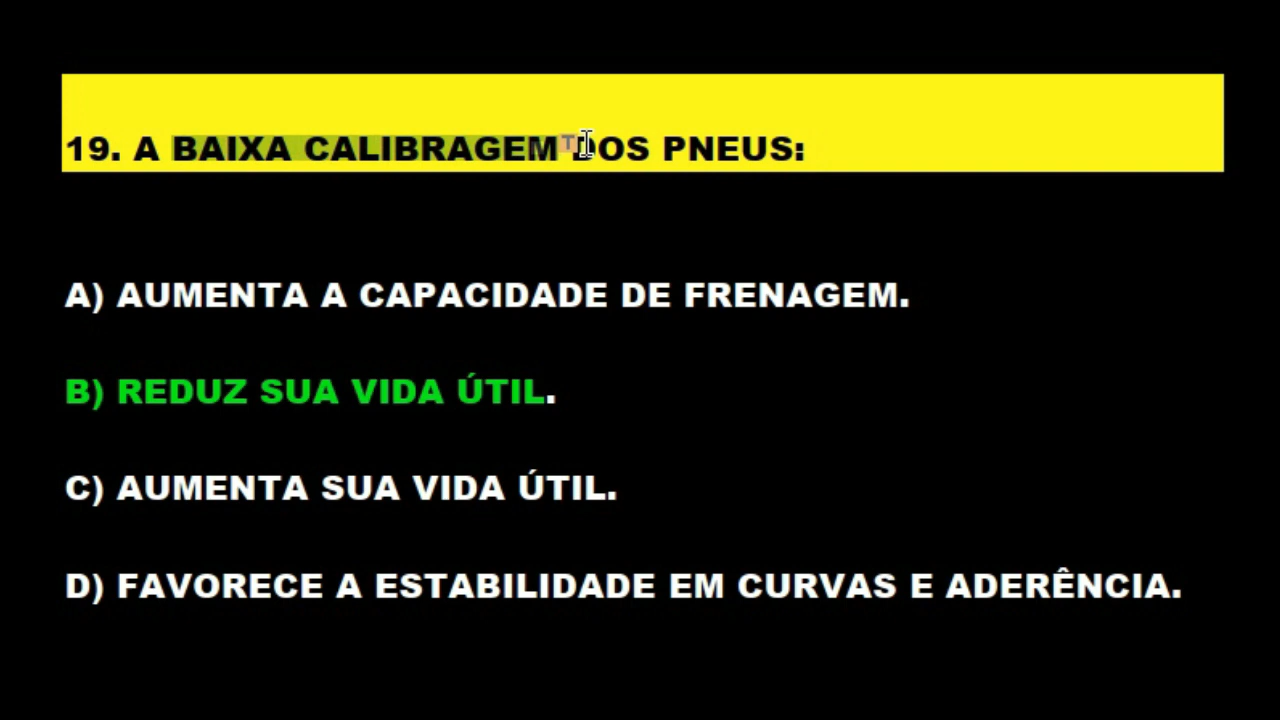 19. A BAIXA CALIBRAGEM DOS PNEUS:
A) AUMENTA A CAPACIDADE DE FRENAGEM.
B) REDUZ SUA VIDA ÚTIL.
C) AUMENTA SUA VIDA ÚTIL.
D) FAVORECE A ESTABILIDADE EM CURVAS E ADERÊNCIA.